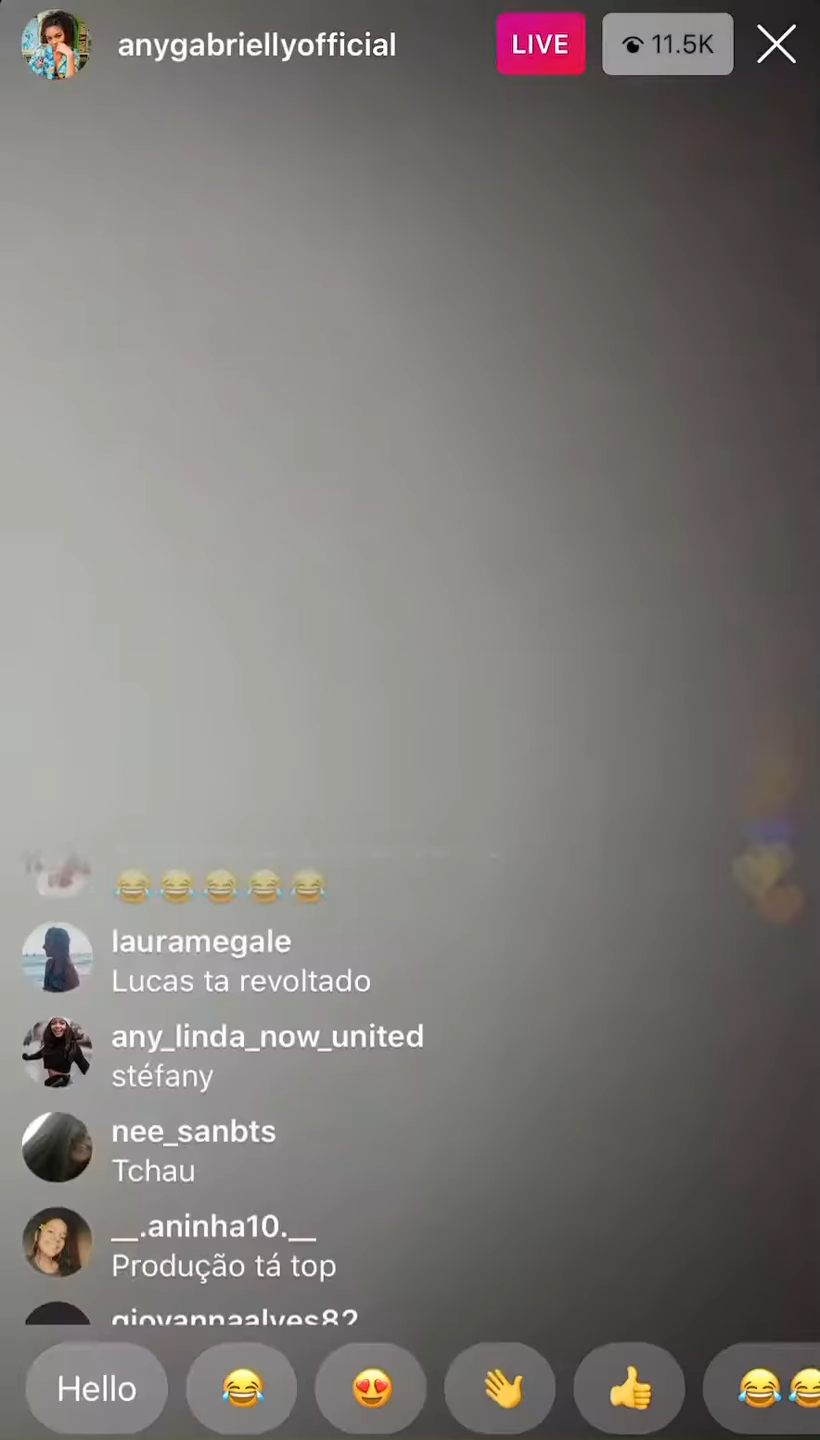 anygabriellyofficial
LIVE
11.5K
😂😂😂😂😂
lauramegale
Lucas ta revoltado
any_linda_now_united
stéfany
nee_sanbts
Tchau
__.aninha10.__
Produção tá top
giovannaalves82
Hello
😂 😍 👋 👍 😂😂